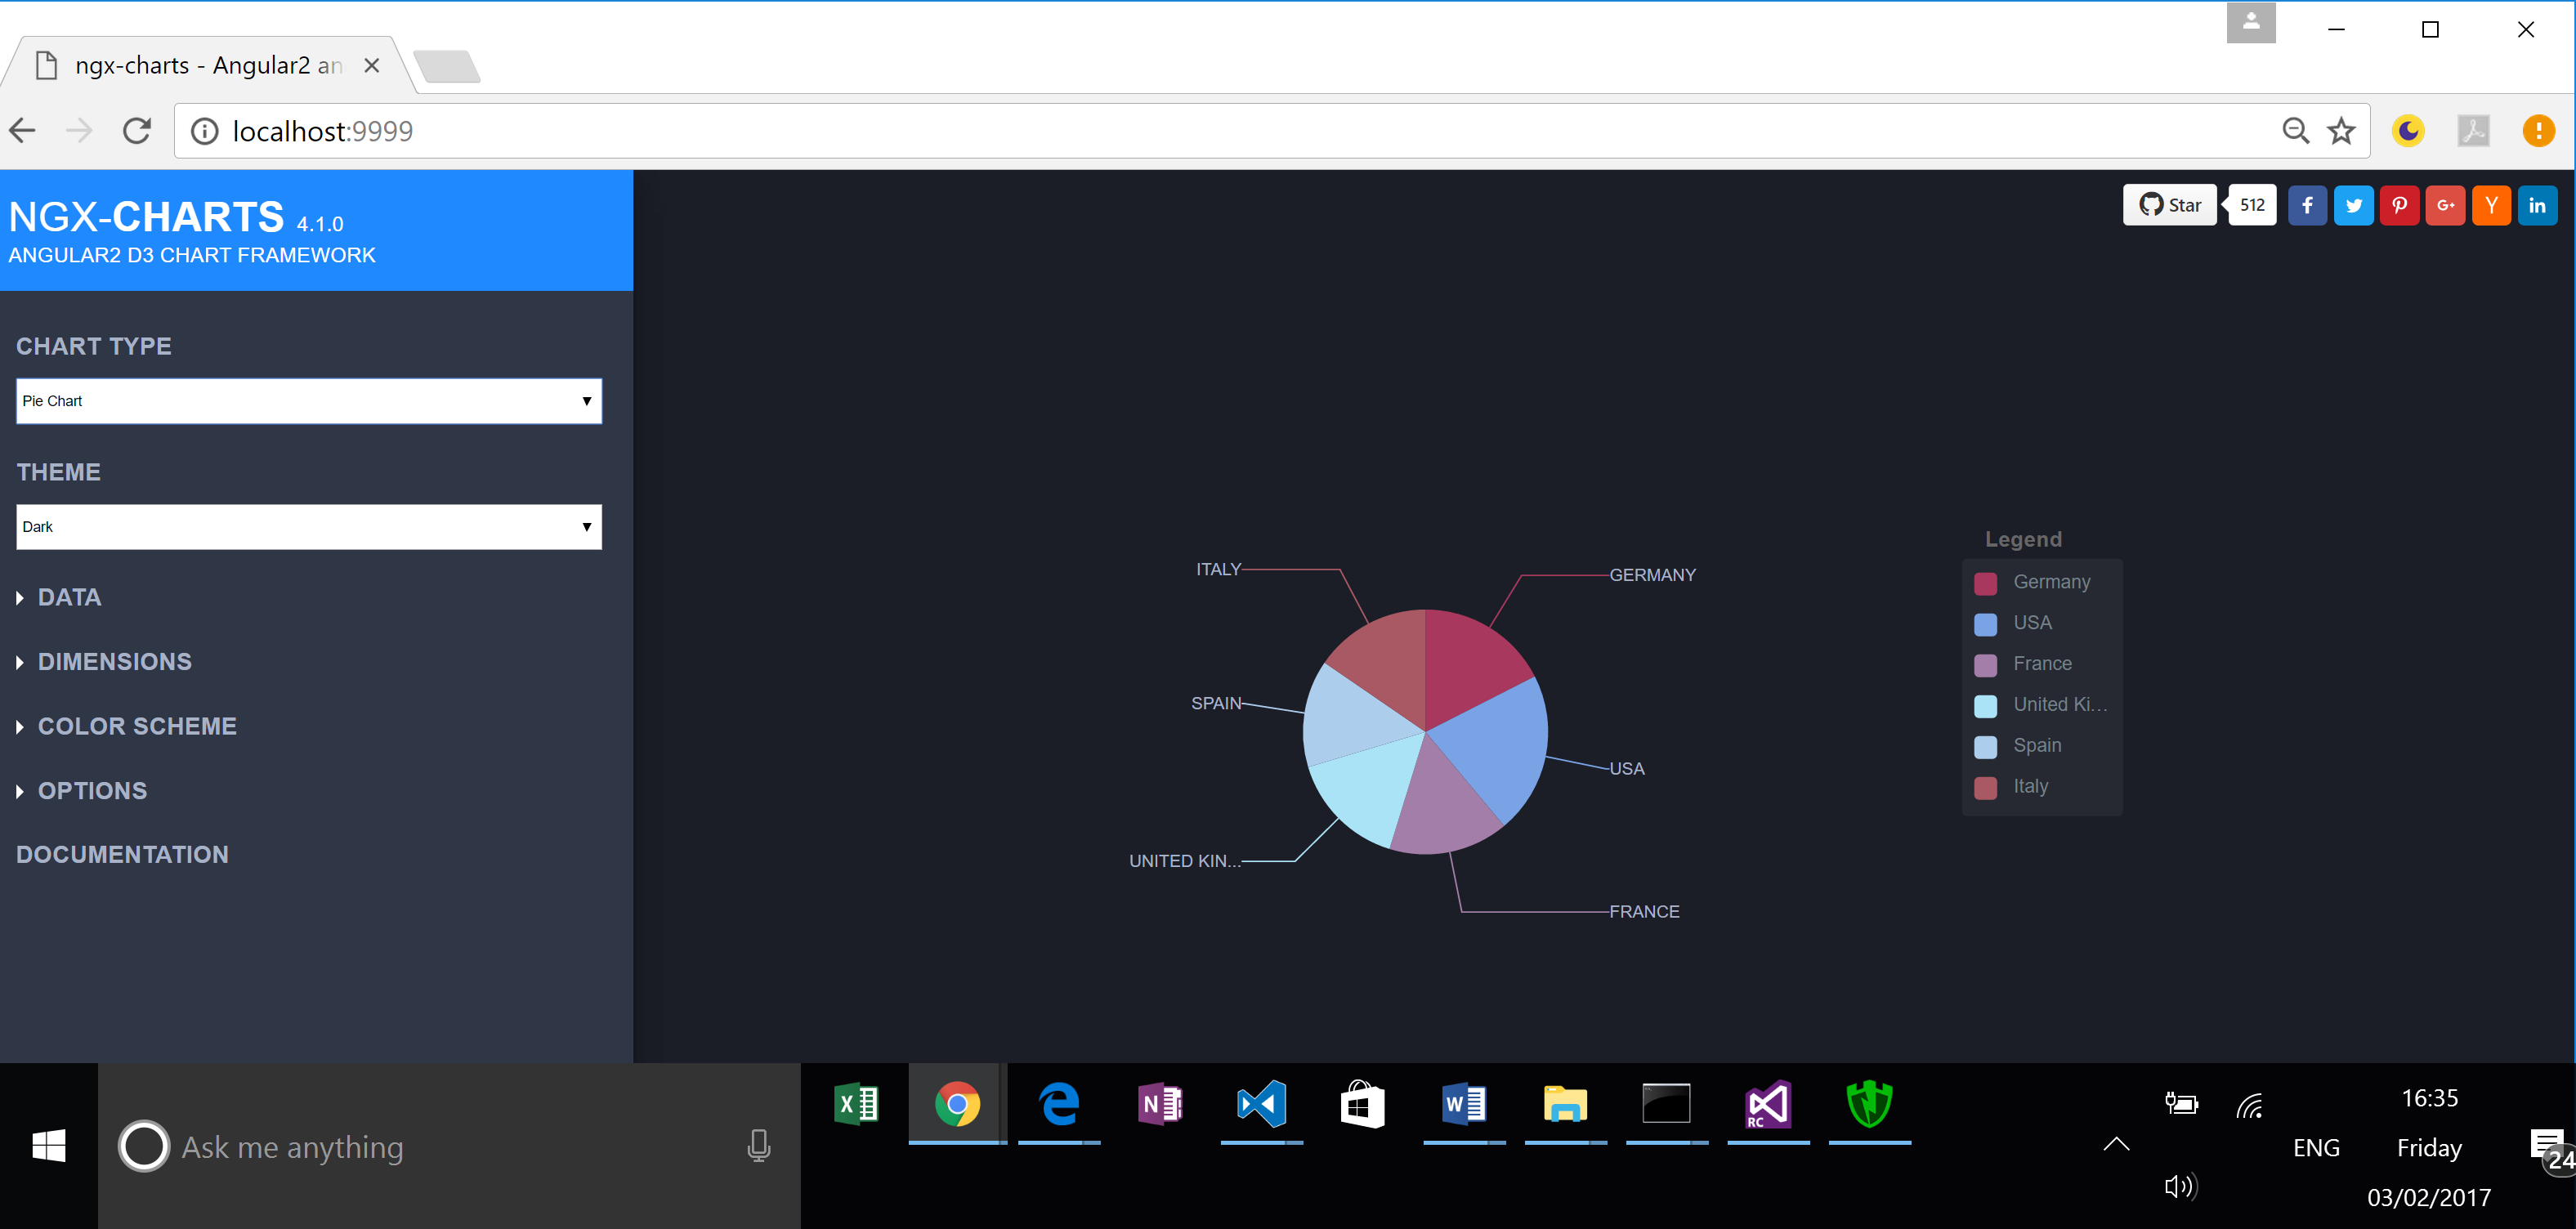 ngx-charts - Angular2 an
localhost:9999
NGX-CHARTS 4.1.0
ANGULAR2 D3 CHART FRAMEWORK
Star
512
f
G+
Y
in
CHART TYPE
Pie Chart
THEME
Dark
DATA
DIMENSIONS
COLOR SCHEME
OPTIONS
DOCUMENTATION
ITALY
GERMANY
SPAIN
USA
UNITED KIN...
FRANCE
Legend
Germany
USA
France
United Ki...
Spain
Italy
Ask me anything
X
N
W
RC
ENG
16:35
Friday
03/02/2017
24